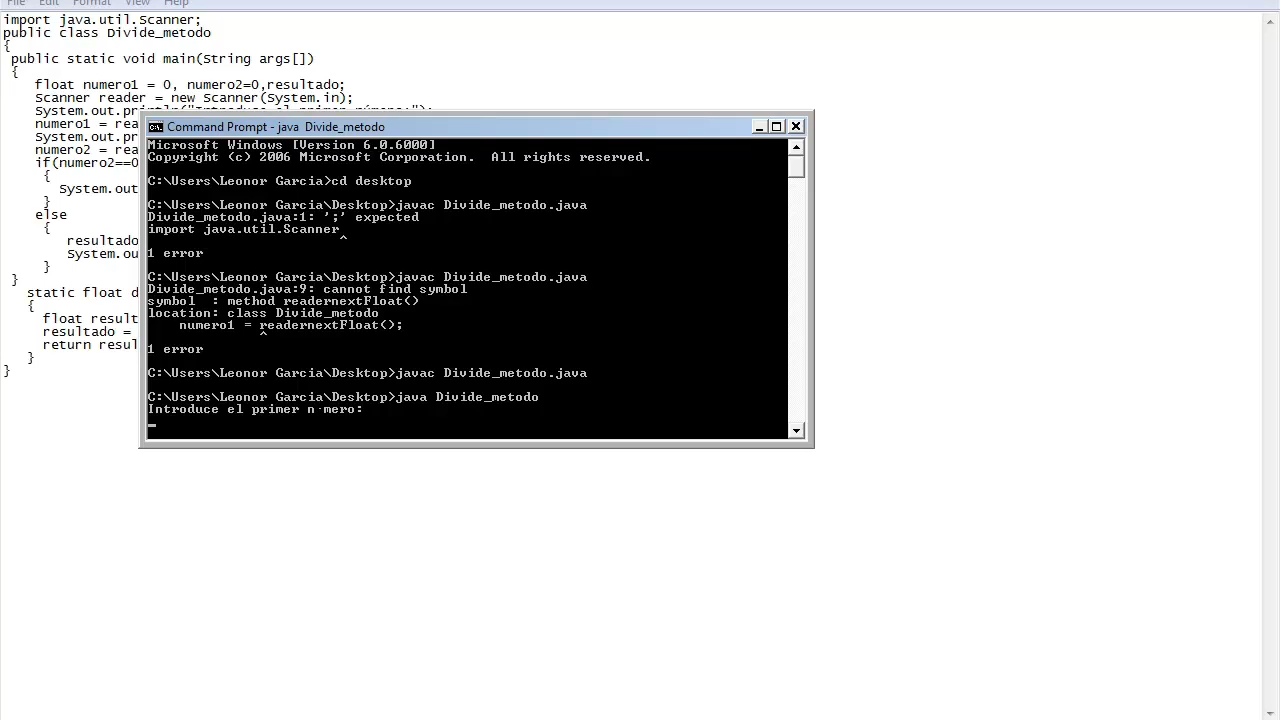 File Edit Format View Help
import java.util.Scanner;
public class Divide_metodo
{
public static void main(String args[])
{
float numero1 = 0, numero2=0,resultado;
Scanner reader = new Scanner(System.in);
System.out.println("Introduce el primer número:");
numero1 = rea
System.out.pr
numero2 = rea
if(numero2==0
{
System.out
}
else
{
resultado
System.ou
}
}
static float d
{
float result
resultado =
return resul
}
}
Command Prompt - java Divide_metodo
Microsoft Windows [Version 6.0.6000]
Copyright (c) 2006 Microsoft Corporation. All rights reserved.
C:\Users\Leonor Garcia>cd desktop
C:\Users\Leonor Garcia\Desktop>javac Divide_metodo.java
Divide_metodo.java:1: ';' expected
import java.util.Scanner
^
1 error
C:\Users\Leonor Garcia\Desktop>javac Divide_metodo.java
Divide_metodo.java:9: cannot find symbol
symbol : method readernextFloat()
location: class Divide_metodo
numero1 = readernextFloat();
^
1 error
C:\Users\Leonor Garcia\Desktop>javac Divide_metodo.java
C:\Users\Leonor Garcia\Desktop>java Divide_metodo
Introduce el primer n·mero: